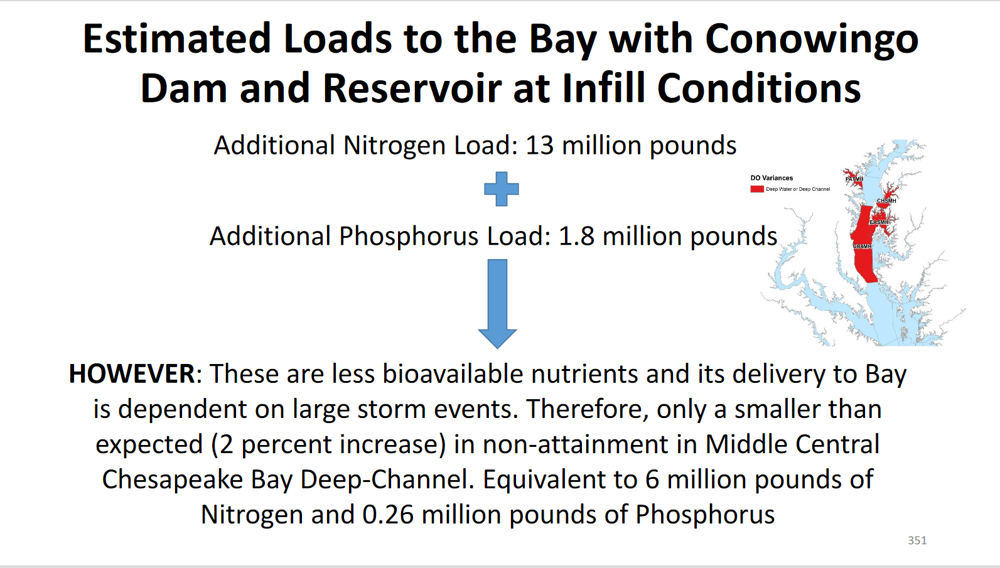 Estimated Loads to the Bay with Conowingo
Dam and Reservoir at Infill Conditions
Additional Nitrogen Load: 13 million pounds
Additional Phosphorus Load: 1.8 million pounds
DO Variances
Deep Water or Deep Channel
PATMH
CHSMH
EASMH
CB4MH
HOWEVER: These are less bioavailable nutrients and its delivery to Bay
is dependent on large storm events. Therefore, only a smaller than
expected (2 percent increase) in non-attainment in Middle Central
Chesapeake Bay Deep-Channel. Equivalent to 6 million pounds of
Nitrogen and 0.26 million pounds of Phosphorus
351